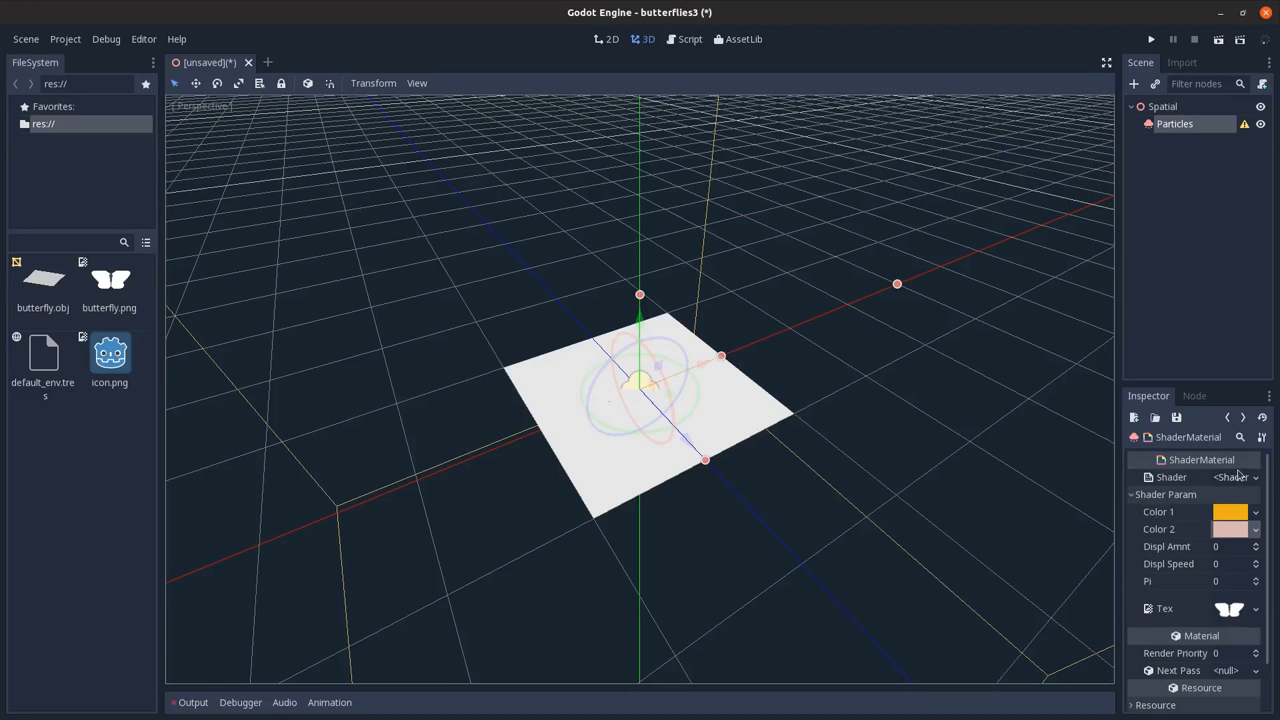 Godot Engine - butterflies3 (*)
Scene Project Debug Editor Help
2D 3D Script AssetLib
FileSystem
[unsaved](*)
Scene Import
res://
Transform View
Filter nodes
Favorites:
res://
[ Perspective ]
Spatial
Particles
butterfly.obj butterfly.png
default_env.tres icon.png
Inspector Node
ShaderMaterial
ShaderMaterial
Shader <Shader
Shader Param
Color 1
Color 2
Displ Amnt 0
Displ Speed 0
Pi 0
Tex
Material
Render Priority 0
Next Pass <null>
Resource
Resource
Output Debugger Audio Animation